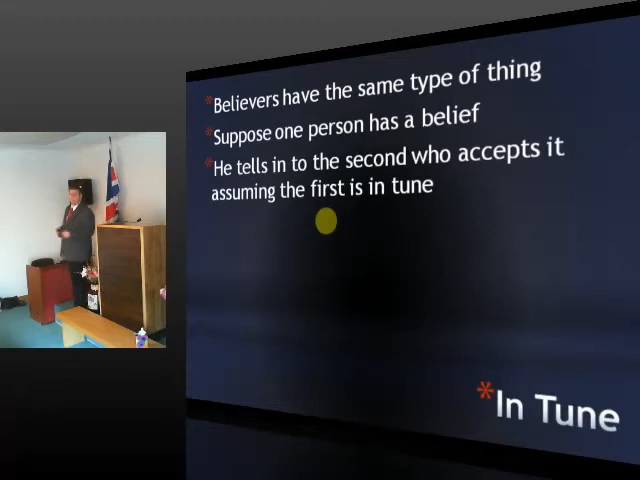 *Believers have the same type of thing
*Suppose one person has a belief
*He tells in to the second who accepts it
assuming the first is in tune
*In Tune